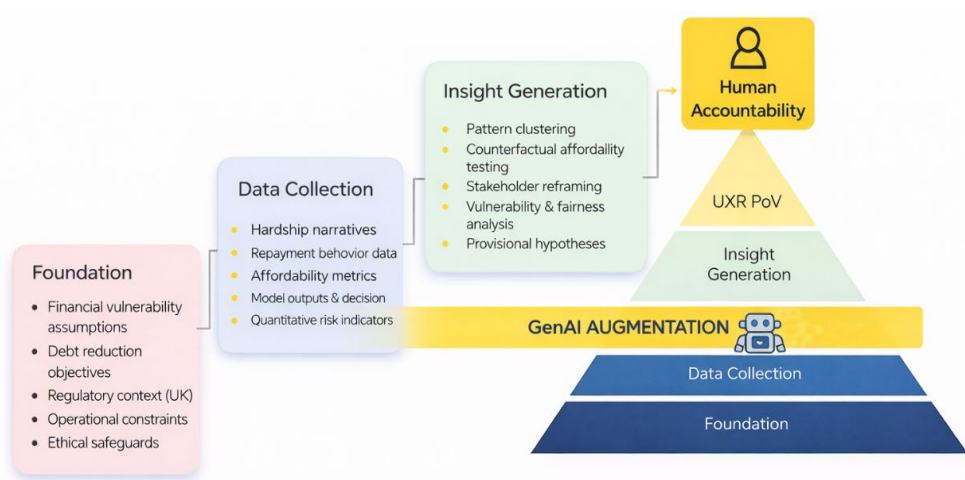 Human
Accountability
Insight Generation
Pattern clustering
Counterfactual affordallity
testing
Stakeholder reframing
Vulnerability & fairness
analysis
Provisional hypotheses
Data Collection
Hardship narratives
Repayment behavior data
Affordability metrics
Model outputs & decision
Quantitative risk indicators
Foundation
Financial vulnerability
assumptions
Debt reduction
objectives
Regulatory context (UK)
Operational constraints
Ethical safeguards
UXR PoV
Insight
Generation
GenAI AUGMENTATION
Data Collection
Foundation